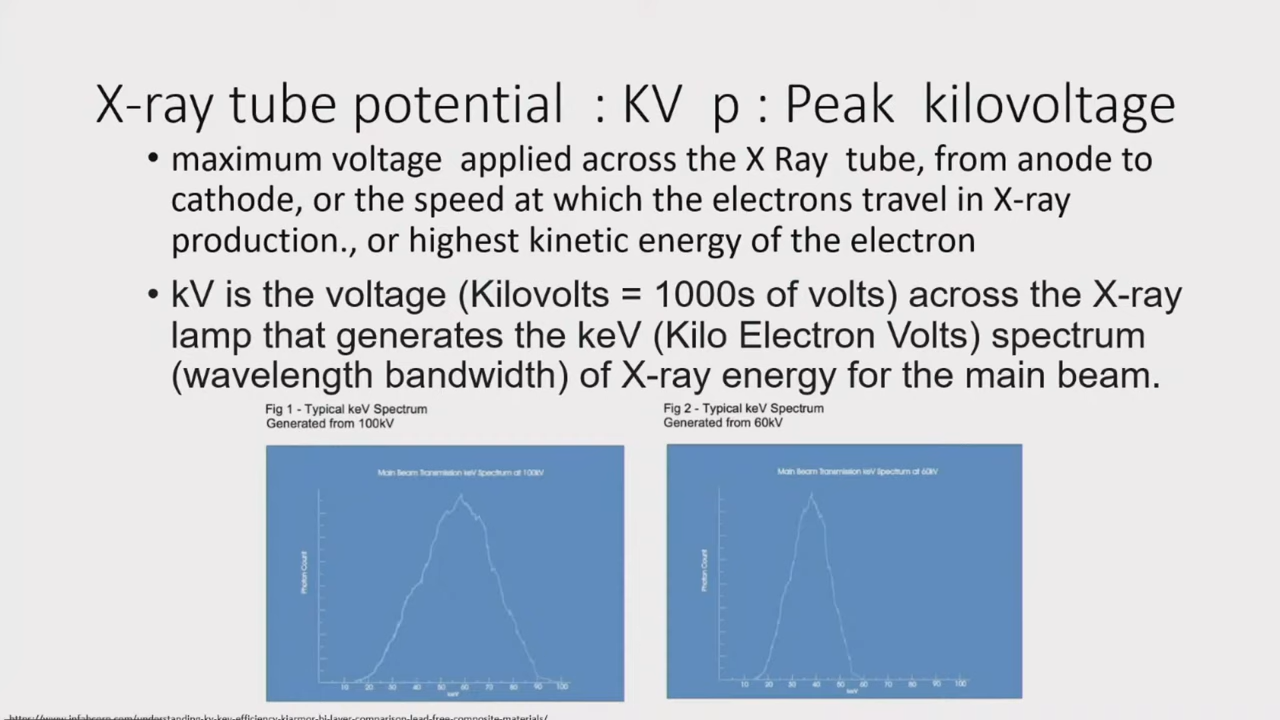 X-ray tube potential : KV p : Peak kilovoltage
• maximum voltage applied across the X Ray tube, from anode to
cathode, or the speed at which the electrons travel in X-ray
production., or highest kinetic energy of the electron
• kV is the voltage (Kilovolts = 1000s of volts) across the X-ray
lamp that generates the keV (Kilo Electron Volts) spectrum
(wavelength bandwidth) of X-ray energy for the main beam.
Fig 1 - Typical keV Spectrum
Generated from 100kV
Main Beam Transmission keV Spectrum at 100kV
Photon Count
10 20 30 40 50 60 70 80 90 100
keV
Fig 2 - Typical keV Spectrum
Generated from 60kV
Main Beam Transmission keV Spectrum at 60kV
Photon Count
10 20 30 40 50 60 70 80 90 100
keV